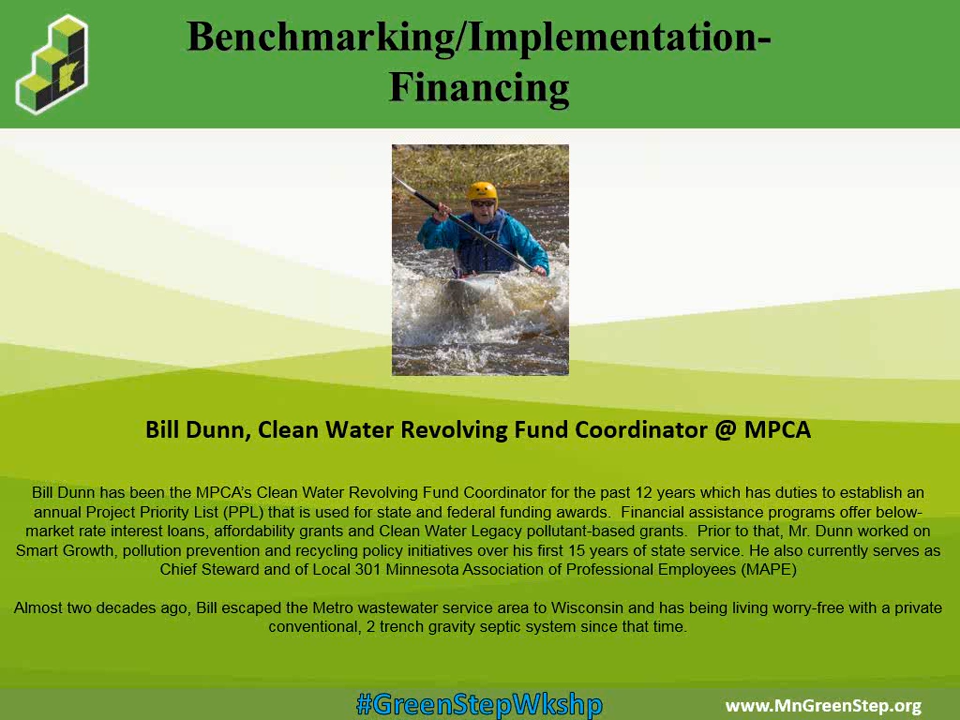 Benchmarking/Implementation-
Financing
Bill Dunn, Clean Water Revolving Fund Coordinator @ MPCA
Bill Dunn has been the MPCA's Clean Water Revolving Fund Coordinator for the past 12 years which has duties to establish an
annual Project Priority List (PPL) that is used for state and federal funding awards.  Financial assistance programs offer below-
market rate interest loans, affordability grants and Clean Water Legacy pollutant-based grants.  Prior to that, Mr. Dunn worked on
Smart Growth, pollution prevention and recycling policy initiatives over his first 15 years of state service. He also currently serves as
Chief Steward and of Local 301 Minnesota Association of Professional Employees (MAPE)
Almost two decades ago, Bill escaped the Metro wastewater service area to Wisconsin and has being living worry-free with a private
conventional, 2 trench gravity septic system since that time.
#GreenStepWkshp
www.MnGreenStep.org